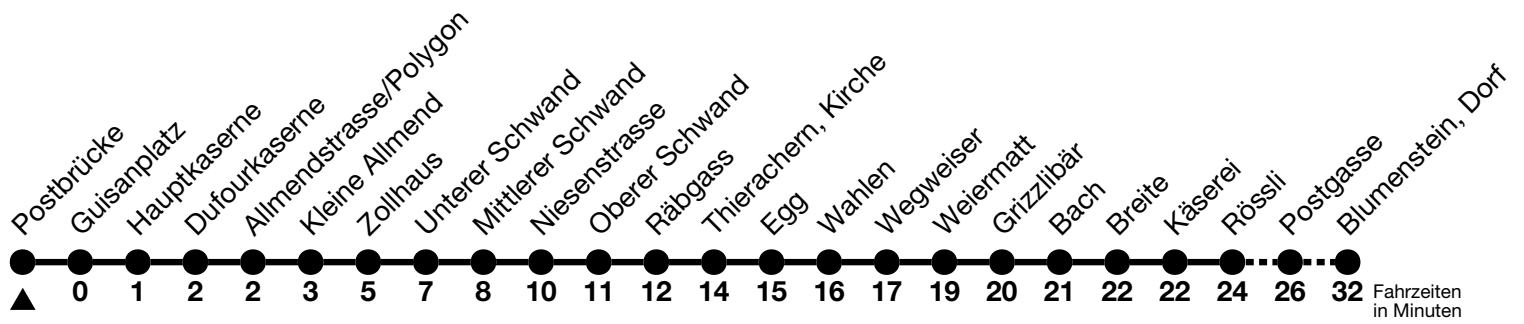 Postbrücke
Guisanplatz
Hauptkaserne
Dufourkaserne
Allmendstrasse/Polygon
Kleine Allmend
Zollhaus
Unterer Schwand
Mittlerer Schwand
Niesenstrasse
Oberer Schwand
Räbgass
Thierachern, Kirche
Egg
Wahlen
Wegweiser
Weiermatt
Grizzlibär
Bach
Breite
Käserei
Rössli
Postgasse
Blumenstein, Dorf
0 1 2 2 3 5 7 8 10 11 12 14 15 16 17 19 20 21 22 22 24 26 32 Fahrzeiten
in Minuten